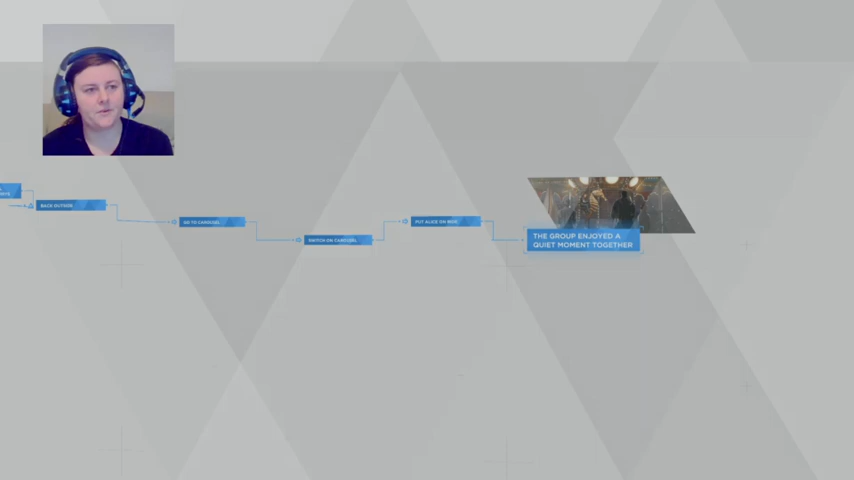 BACK OUTSIDE
GO TO CAROUSEL
SWITCH ON CAROUSEL
PUT ALICE ON RIDE
THE GROUP ENJOYED A
QUIET MOMENT TOGETHER